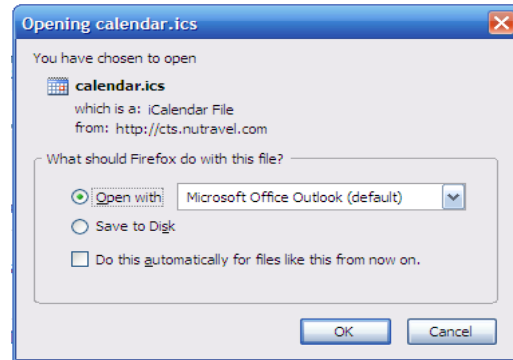 Opening calendar.ics
You have chosen to open
calendar.ics
which is a: iCalendar File
from: http://cts.nutravel.com
What should Firefox do with this file?
Open with
Microsoft Office Outlook (default)
Save to Disk
Do this automatically for files like this from now on.
OK
Cancel